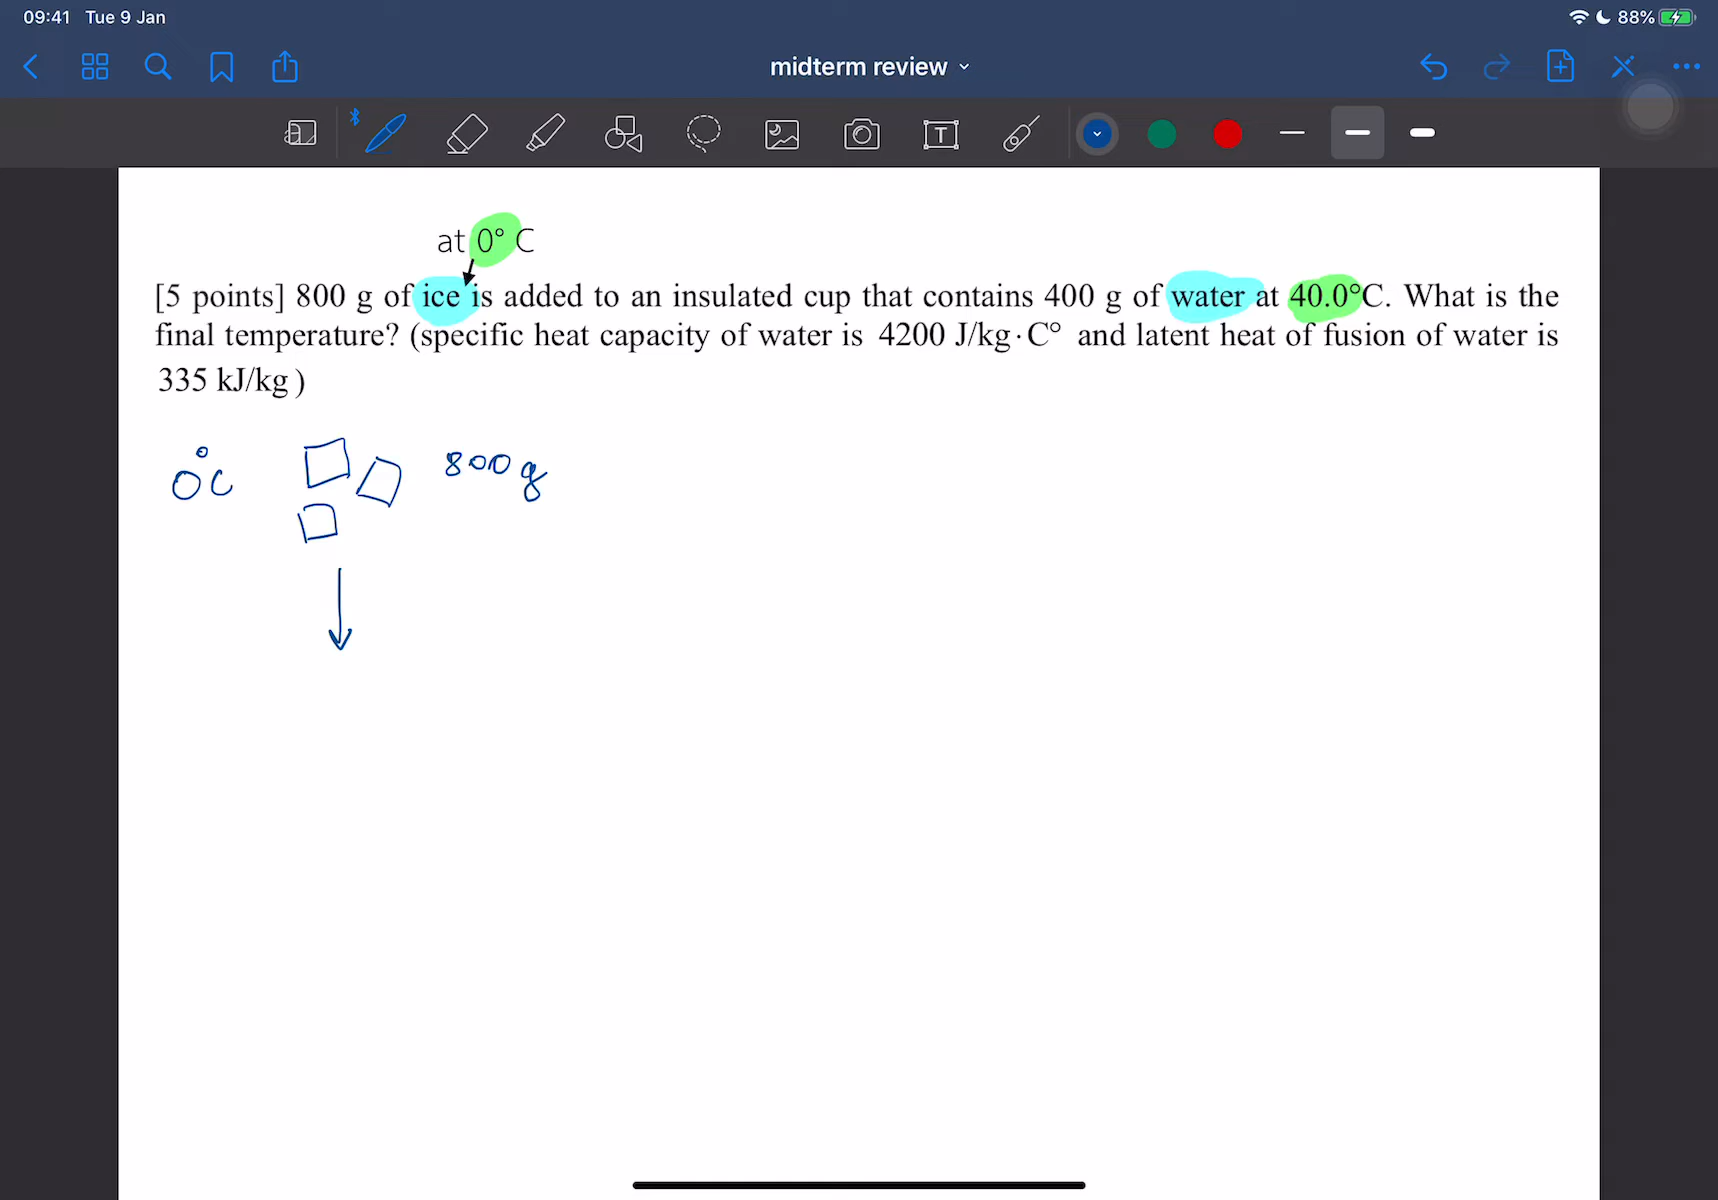 09:41 Tue 9 Jan
88%
midterm review
T
at 0° C
[5 points] 800 g of ice is added to an insulated cup that contains 400 g of water at 40.0°C. What is the
final temperature? (specific heat capacity of water is 4200 J/kg·C° and latent heat of fusion of water is
335 kJ/kg)
0°C 800g